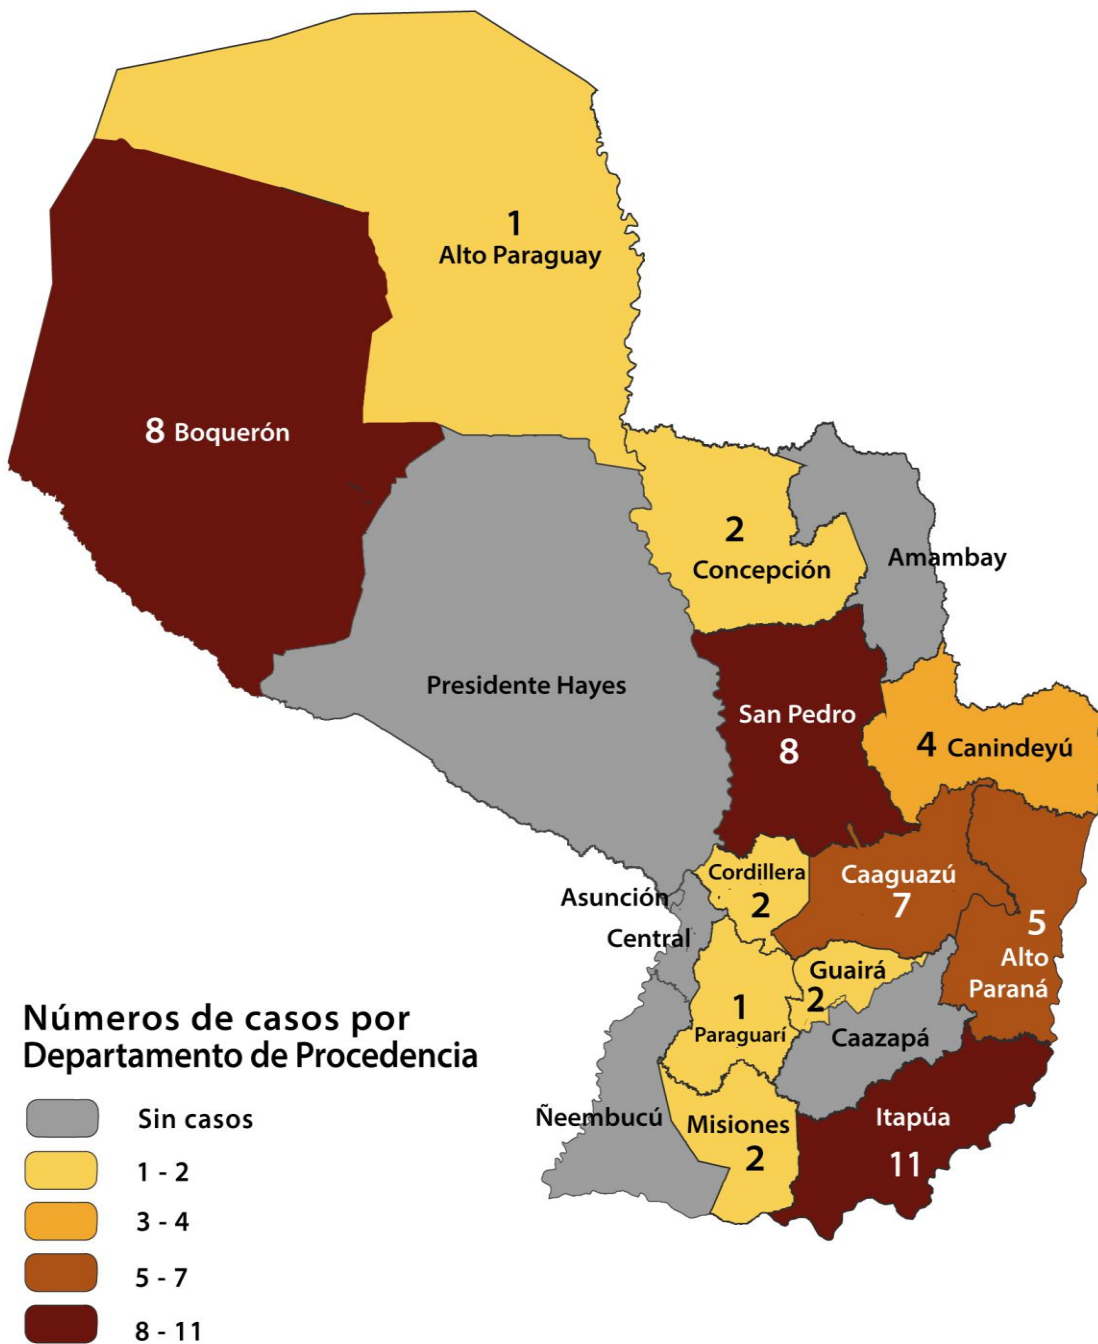 1
Alto Paraguay
8 Boquerón
2
Concepción
Amambay
Presidente Hayes
San Pedro
8
4 Canindeyú
Cordillera
2
Caaguazú
7
Asunción
Central
5
Alto
Paraná
Guairá
2
1
Paraguarí
Caazapá
Ñeembucú
Misiones
2
Itapúa
11
Números de casos por
Departamento de Procedencia
Sin casos
1 - 2
3 - 4
5 - 7
8 - 11